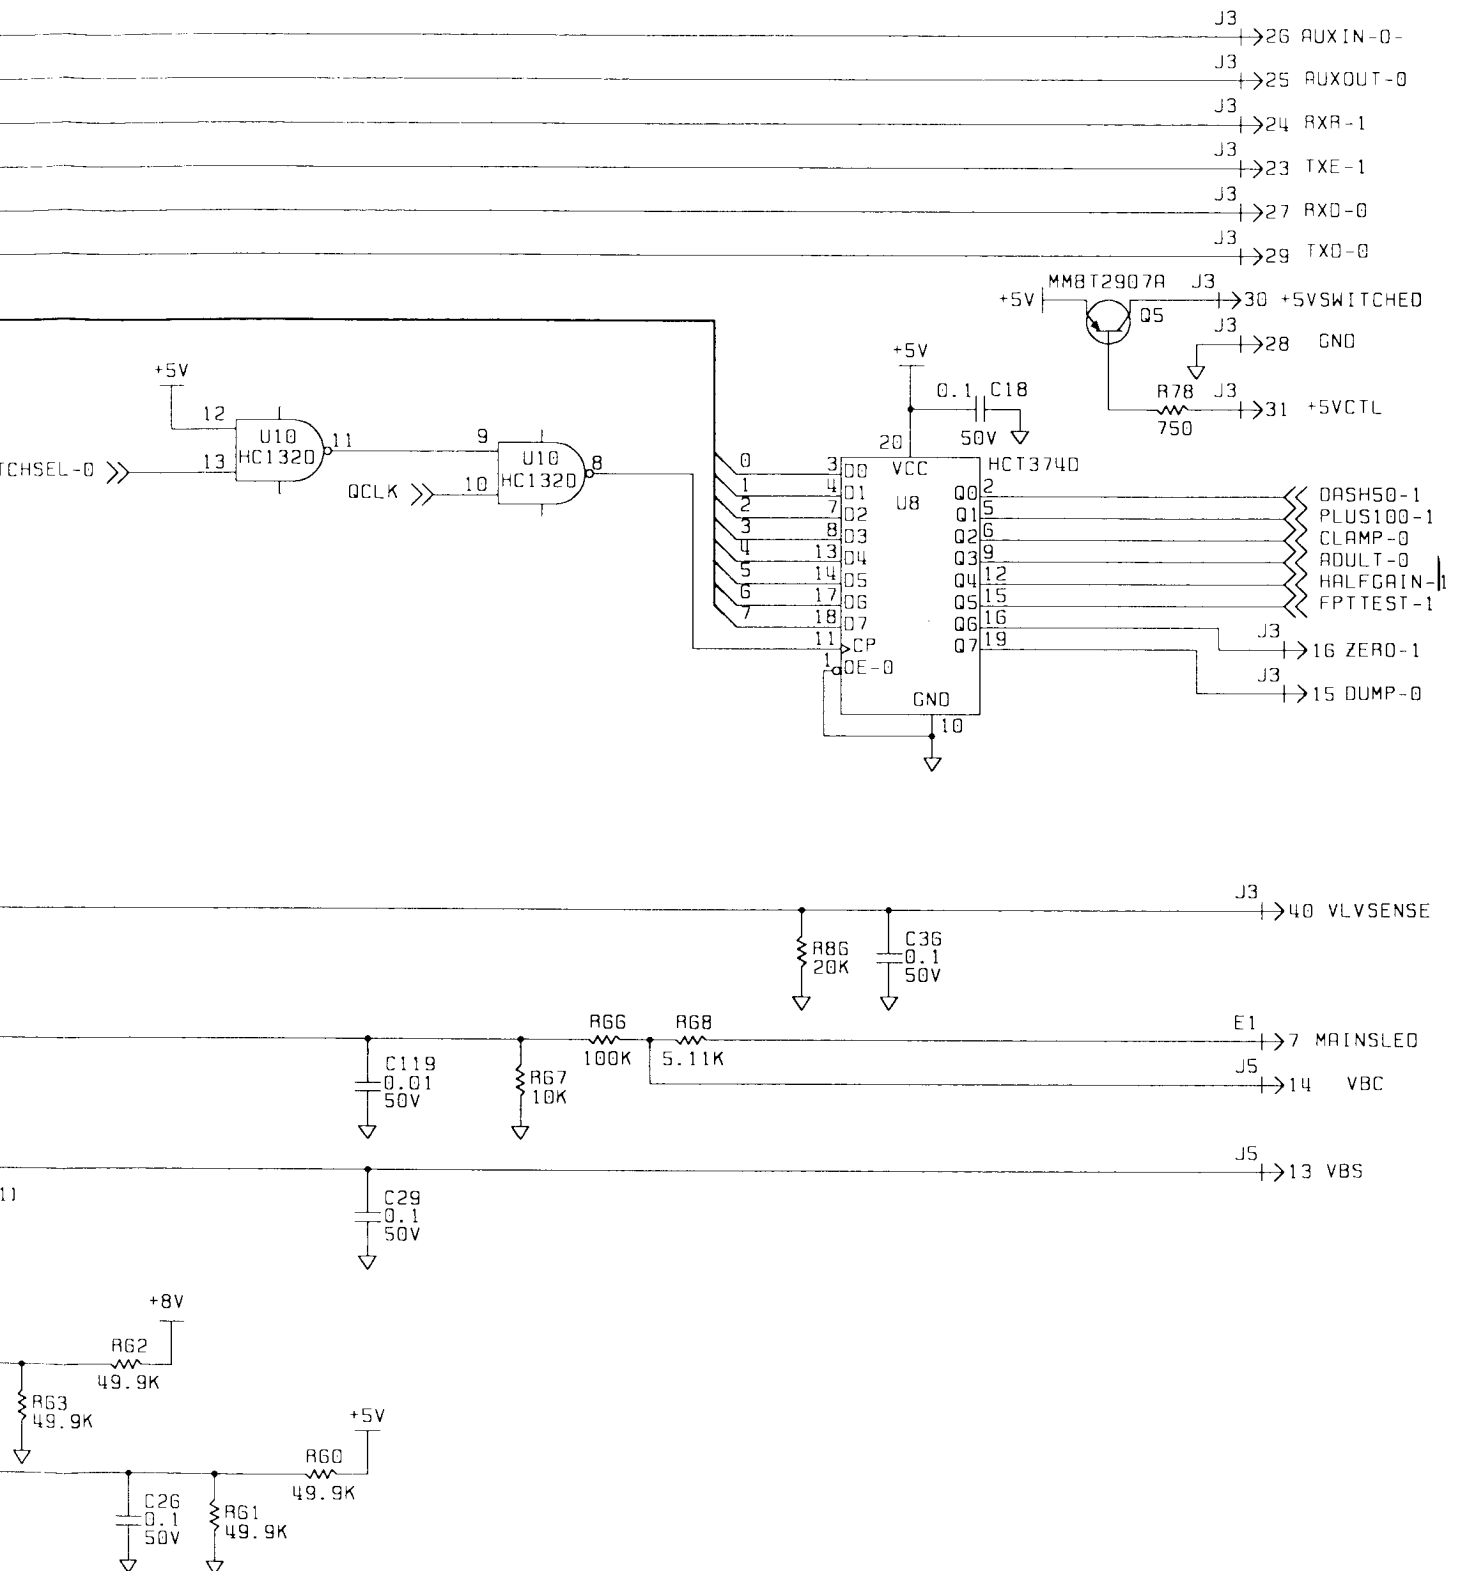 J3
26 AUXIN-0-
J3
25 AUXOUT-0
J3
24 RXR-1
J3
23 TXE-1
J3
27 RXD-0
J3
29 TXD-0
MMBT2907A J3
+5V 30 +5VSWITCHED
Q5
J3
28 GND
R78 J3
31 +5VCTL
750
+5V
12
U10
HC132D
11
13
TCHSEL-0
9
U10
HC132D
8
QCLK 10
+5V
0.1 C18
50V
20
VCC
HCT374D
U8
0 3 D0
1 4 D1
2 7 D2
3 8 D3
4 13 D4
5 14 D5
6 17 D6
7 18 D7
11 CP
1 OE-0
GND
10
Q0 2 DASH50-1
Q1 5 PLUS100-1
Q2 6 CLAMP-0
Q3 9 ADULT-0
Q4 12 HALFGAIN-1
Q5 15 FPTTEST-1
Q6 16
J3
16 ZERO-1
Q7 19
J3
15 DUMP-0
J3
40 VLVSENSE
R86
20K
C36
0.1
50V
R66 R68
100K 5.11K
E1
7 MAINSLED
C119
0.01
50V
R67
10K
J5
14 VBC
J5
13 VBS
1)
C29
0.1
50V
+8V
R62
49.9K
R63
49.9K
+5V
R60
49.9K
C26
0.1
50V
R61
49.9K